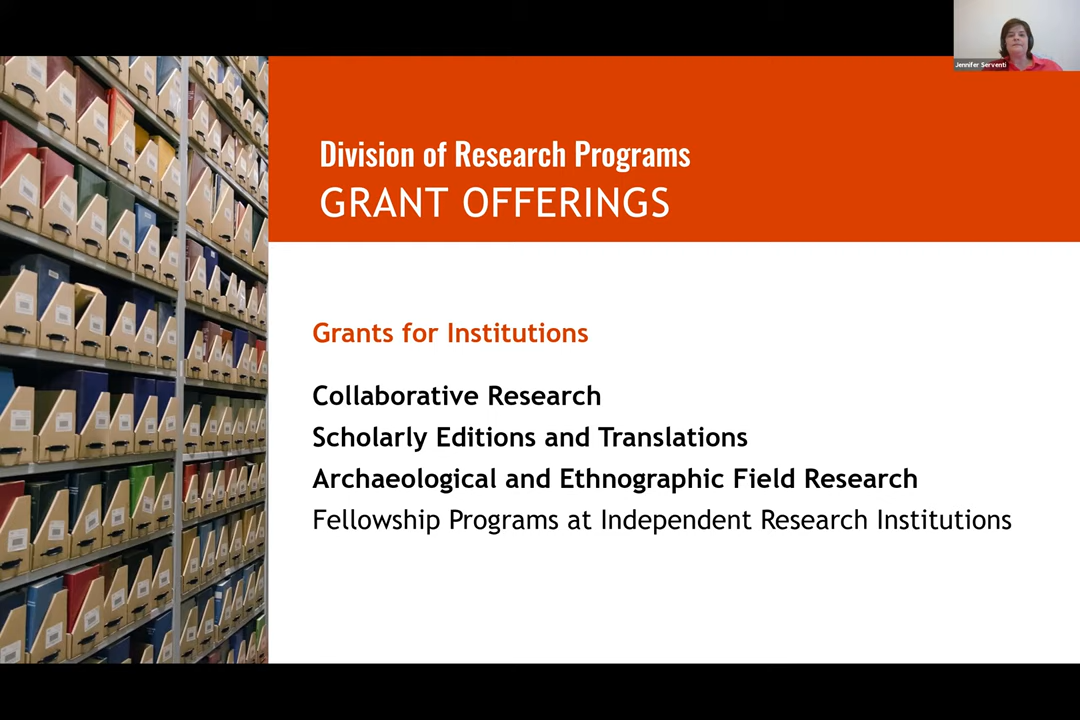 Jennifer Serventi
Division of Research Programs
GRANT OFFERINGS
Grants for Institutions
Collaborative Research
Scholarly Editions and Translations
Archaeological and Ethnographic Field Research
Fellowship Programs at Independent Research Institutions